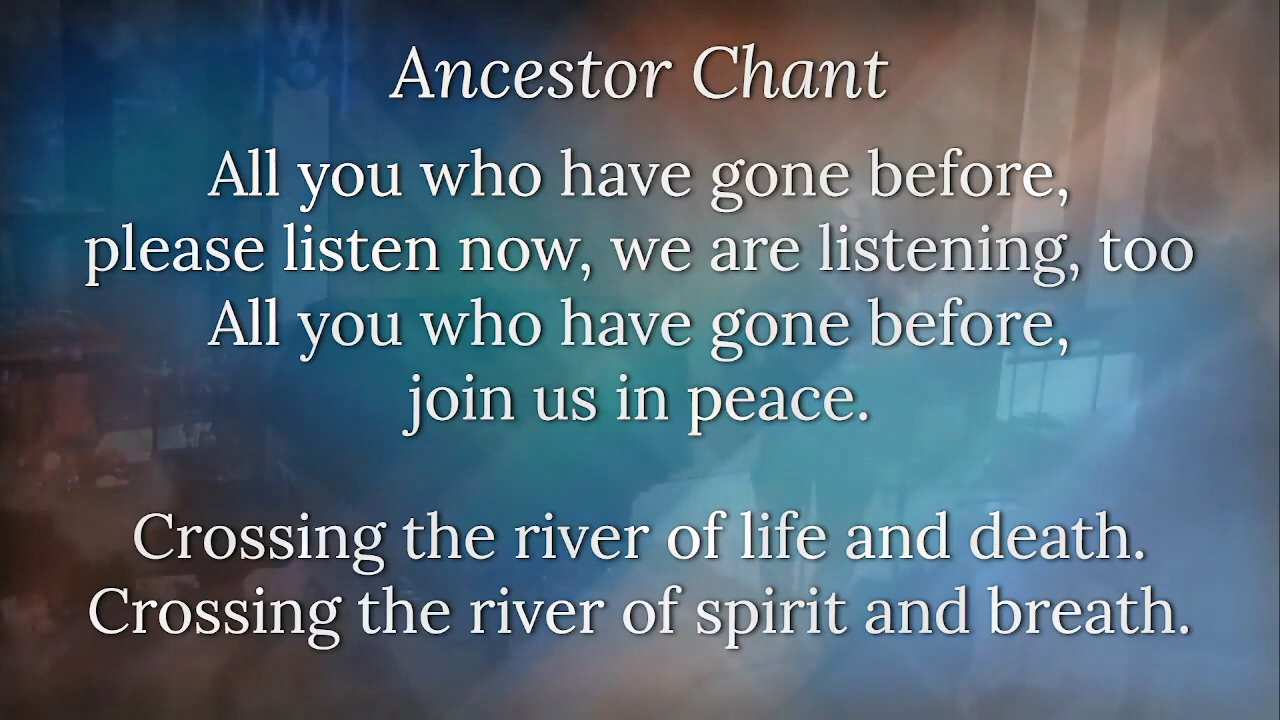 Ancestor Chant
All you who have gone before,
please listen now, we are listening, too
All you who have gone before,
join us in peace.
Crossing the river of life and death.
Crossing the river of spirit and breath.